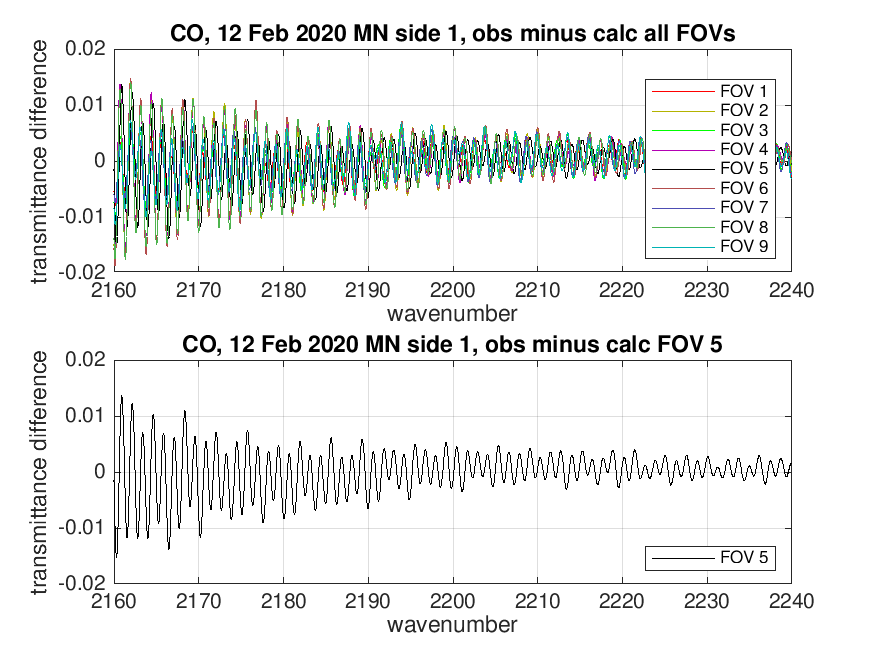 CO, 12 Feb 2020 MN side 1, obs minus calc all FOVs
transmittance difference
0.02
0.01
0
-0.01
-0.02
2160 2170 2180 2190 2200 2210 2220 2230 2240
wavenumber
FOV 1
FOV 2
FOV 3
FOV 4
FOV 5
FOV 6
FOV 7
FOV 8
FOV 9
CO, 12 Feb 2020 MN side 1, obs minus calc FOV 5
transmittance difference
0.02
0.01
0
-0.01
-0.02
2160 2170 2180 2190 2200 2210 2220 2230 2240
wavenumber
FOV 5